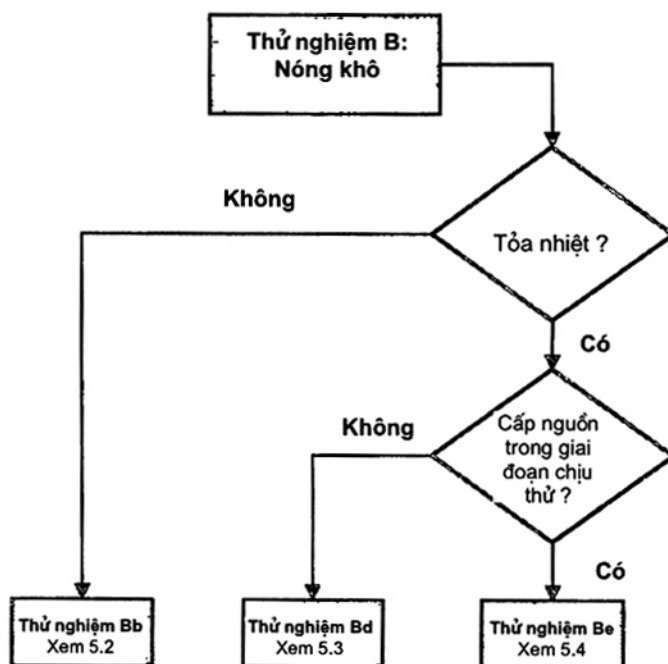 Thử nghiệm B:
Nóng khô
Không
Tỏa nhiệt ?
Có
Không
Cấp nguồn
trong giai
đoạn chịu
thử ?
Có
Thử nghiệm Bb
Xem 5.2
Thử nghiệm Bd
Xem 5.3
Thử nghiệm Be
Xem 5.4